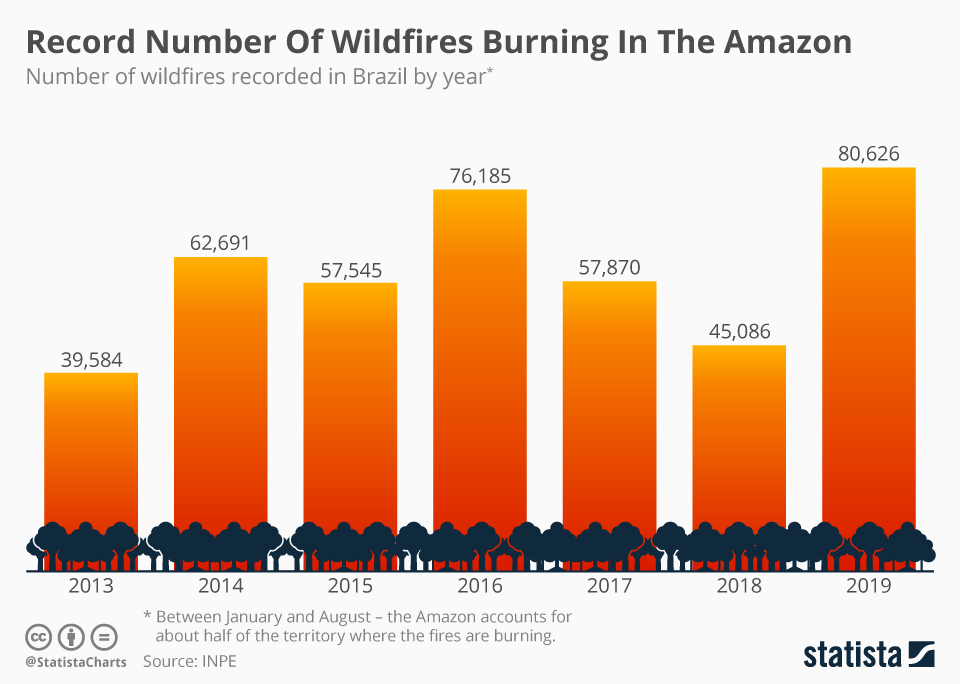 Record Number Of Wildfires Burning In The Amazon
Number of wildfires recorded in Brazil by year*
80,626
76,185
62,691
57,545
57,870
45,086
39,584
2013 2014 2015 2016 2017 2018 2019
* Between January and August – the Amazon accounts for
about half of the territory where the fires are burning.
cc
@StatistaCharts Source: INPE
statista